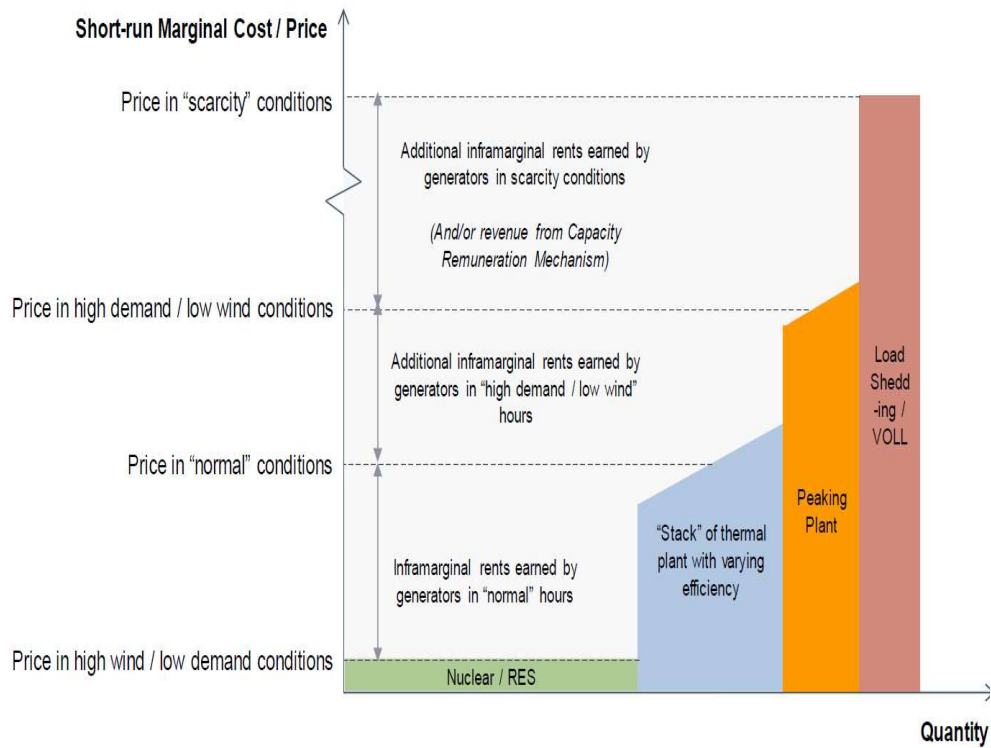 Short-run Marginal Cost / Price
Price in “scarcity” conditions
Additional inframarginal rents earned by
generators in scarcity conditions
(And/or revenue from Capacity
Remuneration Mechanism)
Price in high demand / low wind conditions
Additional inframarginal rents earned by
generators in “high demand / low wind”
hours
Price in “normal” conditions
Inframarginal rents earned by
generators in “normal” hours
Price in high wind / low demand conditions
Nuclear / RES
“Stack” of thermal
plant with varying
efficiency
Peaking
Plant
Load
Shedd
-ing /
VOLL
Quantity